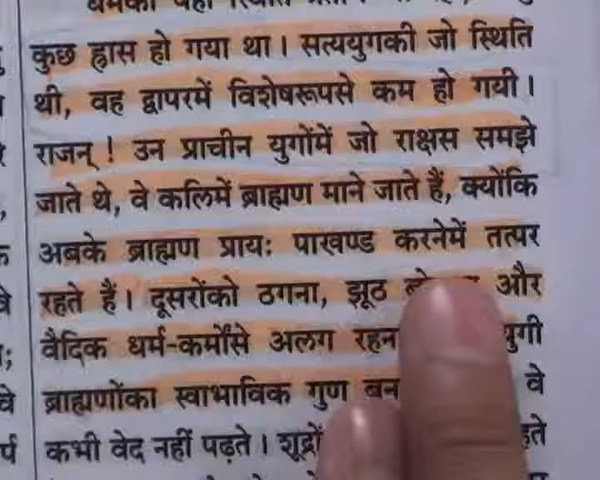 कुछ ह्रास हो गया था। सत्ययुगकी जो स्थिति
थी, वह द्वापरमें विशेषरूपसे कम हो गयी।
राजन् ! उन प्राचीन युगोंमें जो राक्षस समझे
जाते थे, वे कलिमें ब्राह्मण माने जाते हैं, क्योंकि
अबके ब्राह्मण प्रायः पाखण्ड करनेमें तत्पर
रहते हैं। दूसरोंको ठगना, झूठ और
वैदिक धर्म-कर्मोंसे अलग
ब्राह्मणोंका स्वाभाविक गुण बन वे
कभी वेद नहीं पढ़ते।